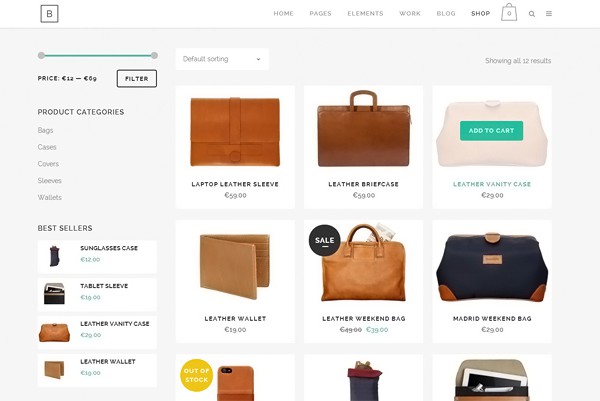 B
HOME PAGES ELEMENTS WORK BLOG SHOP 0
PRICE: €12 — €69
FILTER
PRODUCT CATEGORIES
Bags
Cases
Covers
Sleeves
Wallets
BEST SELLERS
SUNGLASSES CASE
€12.00
TABLET SLEEVE
€19.00
LEATHER VANITY CASE
€29.00
LEATHER WALLET
€19.00
Default sorting
Showing all 12 results
LAPTOP LEATHER SLEEVE
€59.00
LEATHER BRIEFCASE
€59.00
ADD TO CART
LEATHER VANITY CASE
€29.00
LEATHER WALLET
€19.00
SALE
LEATHER WEEKEND BAG
€49.00 €39.00
MADRID WEEKEND BAG
€29.00
OUT OF
STOCK